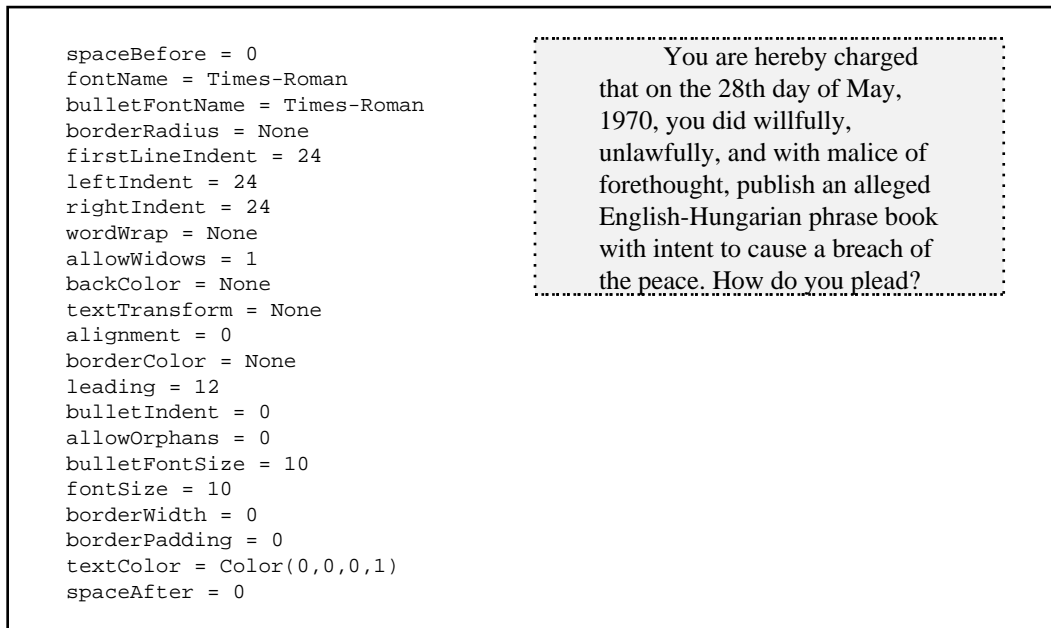 spaceBefore = 0
fontName = Times-Roman
bulletFontName = Times-Roman
borderRadius = None
firstLineIndent = 24
leftIndent = 24
rightIndent = 24
wordWrap = None
allowWidows = 1
backColor = None
textTransform = None
alignment = 0
borderColor = None
leading = 12
bulletIndent = 0
allowOrphans = 0
bulletFontSize = 10
fontSize = 10
borderWidth = 0
borderPadding = 0
textColor = Color(0,0,0,1)
spaceAfter = 0
You are hereby charged
that on the 28th day of May,
1970, you did willfully,
unlawfully, and with malice of
forethought, publish an alleged
English-Hungarian phrase book
with intent to cause a breach of
the peace. How do you plead?